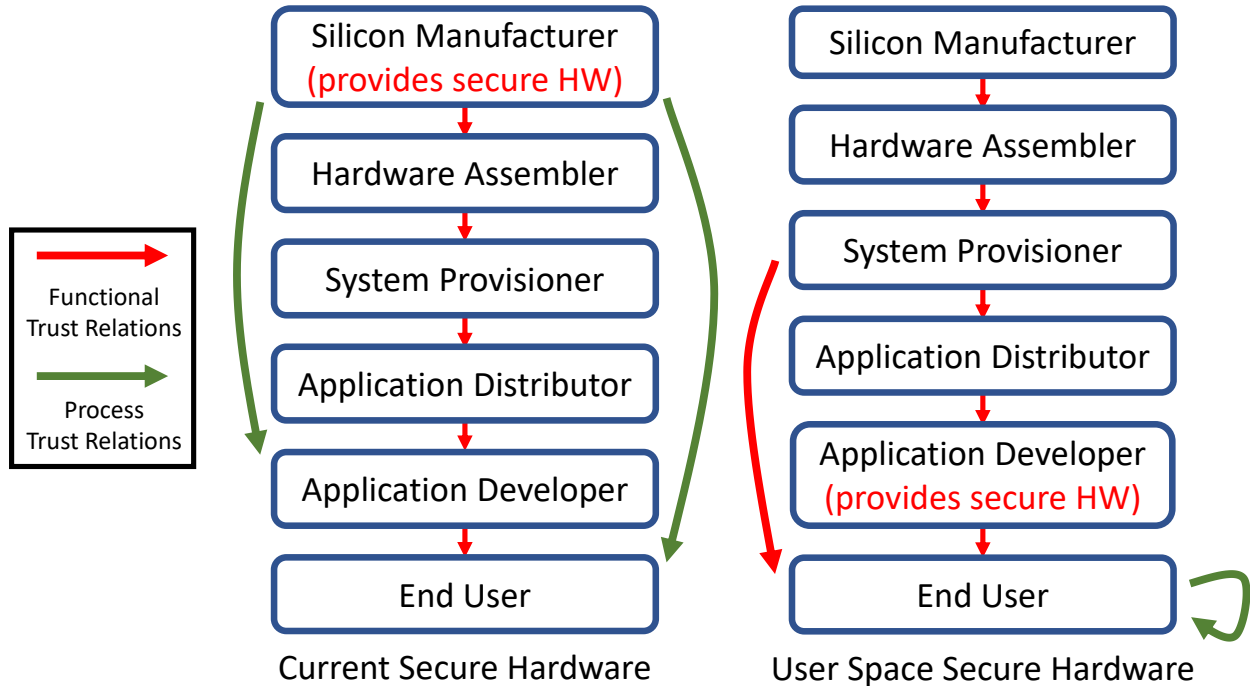 Silicon Manufacturer
(provides secure HW)
Hardware Assembler
System Provisioner
Application Distributor
Application Developer
End User
Current Secure Hardware
Functional
Trust Relations
Process
Trust Relations
Silicon Manufacturer
Hardware Assembler
System Provisioner
Application Distributor
Application Developer
(provides secure HW)
End User
User Space Secure Hardware